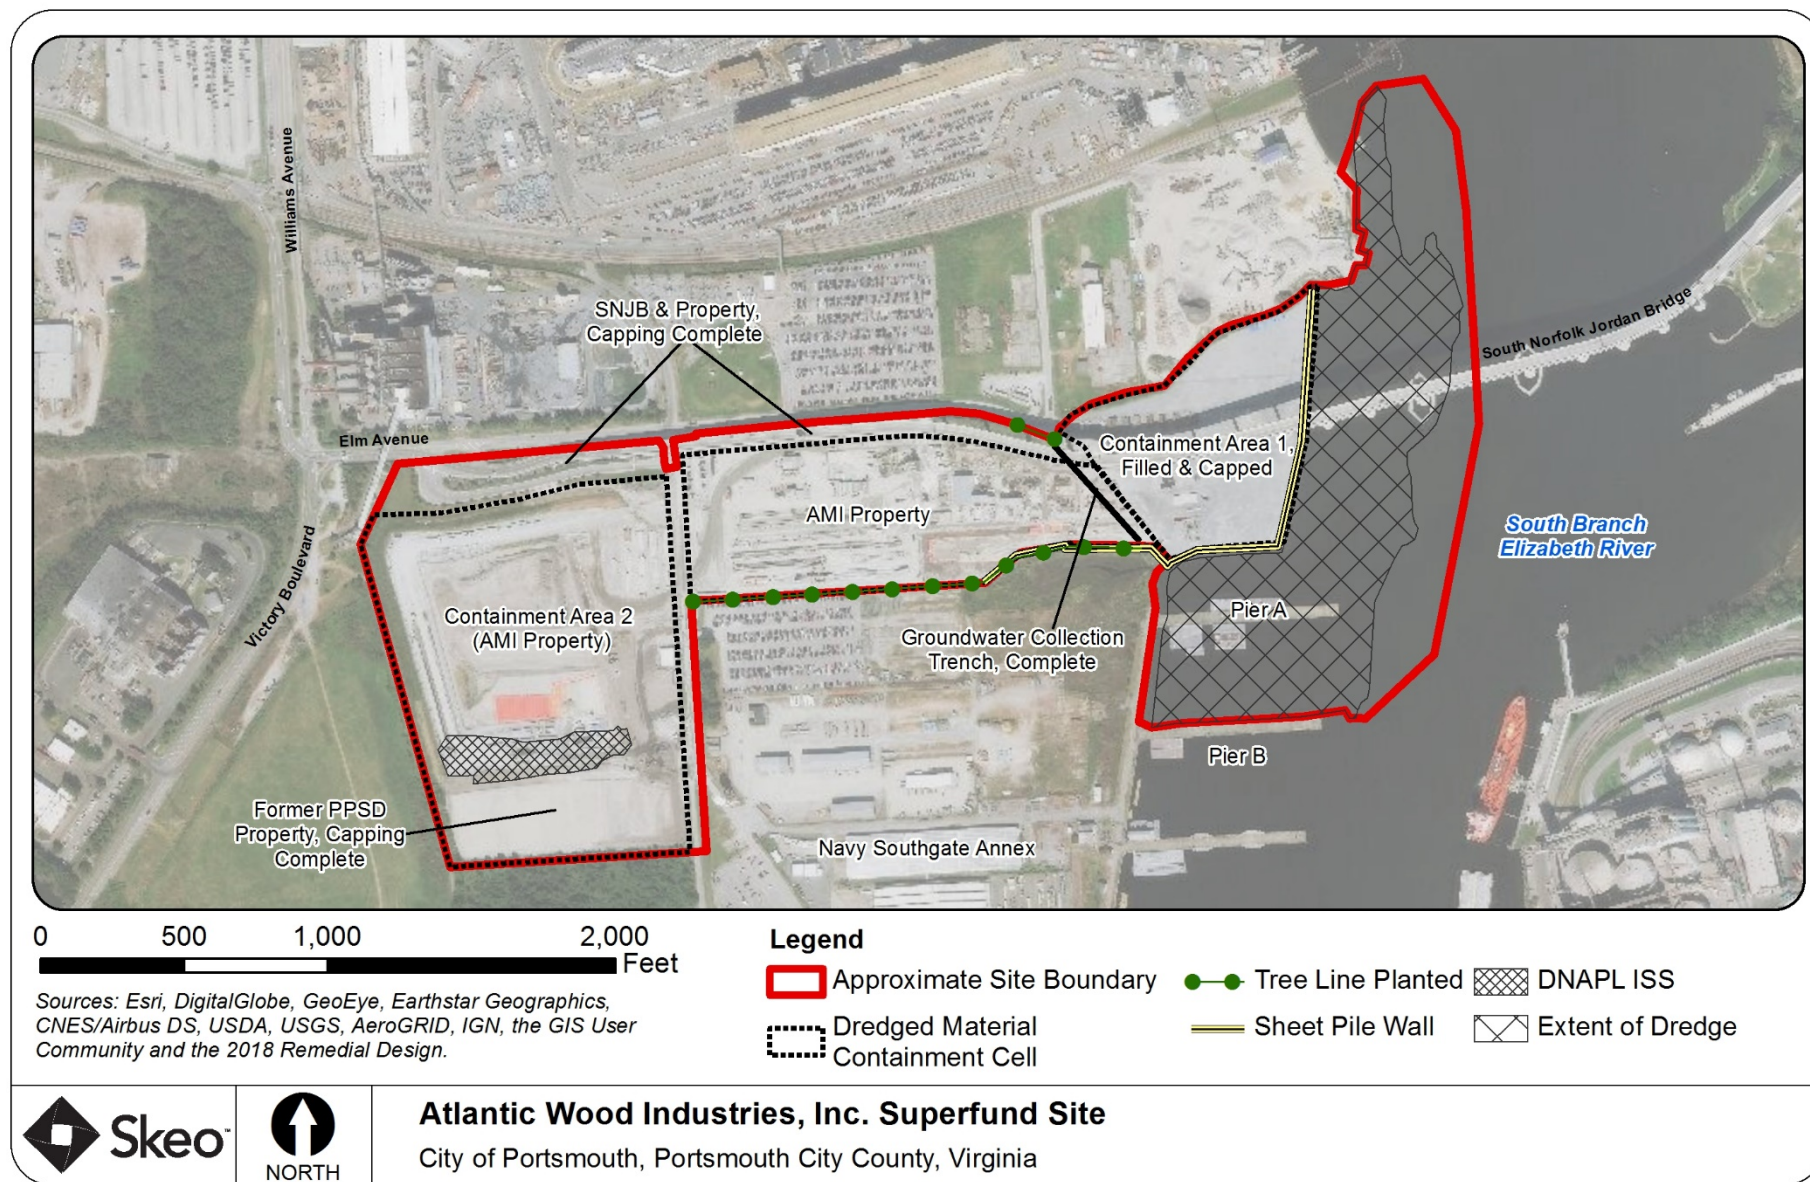 Williams Avenue
SNJB & Property,
Capping Complete
South Norfolk Jordan Bridge
Elm Avenue
Containment Area 1,
Filled & Capped
AMI Property
South Branch
Elizabeth River
Victory Boulevard
Containment Area 2
(AMI Property)
Pier A
Groundwater Collection
Trench, Complete
Pier B
Former PPSD
Property, Capping
Complete
Navy Southgate Annex
0 500 1,000 2,000
Feet
Sources: Esri, DigitalGlobe, GeoEye, Earthstar Geographics,
CNES/Airbus DS, USDA, USGS, AeroGRID, IGN, the GIS User
Community and the 2018 Remedial Design.
Legend
Approximate Site Boundary
Dredged Material
Containment Cell
Tree Line Planted
Sheet Pile Wall
DNAPL ISS
Extent of Dredge
Skeo™
NORTH
Atlantic Wood Industries, Inc. Superfund Site
City of Portsmouth, Portsmouth City County, Virginia